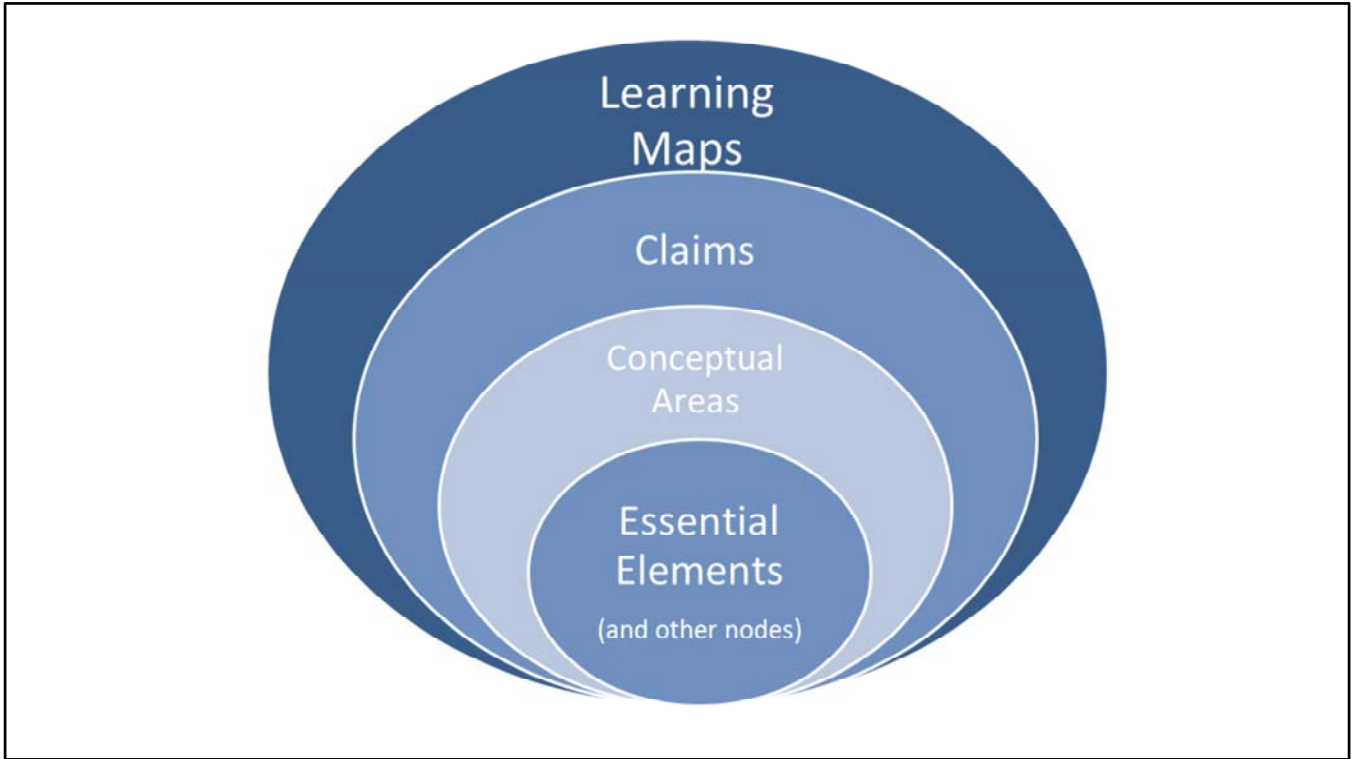 Learning
Maps
Claims
Conceptual
Areas
Essential
Elements
(and other nodes)